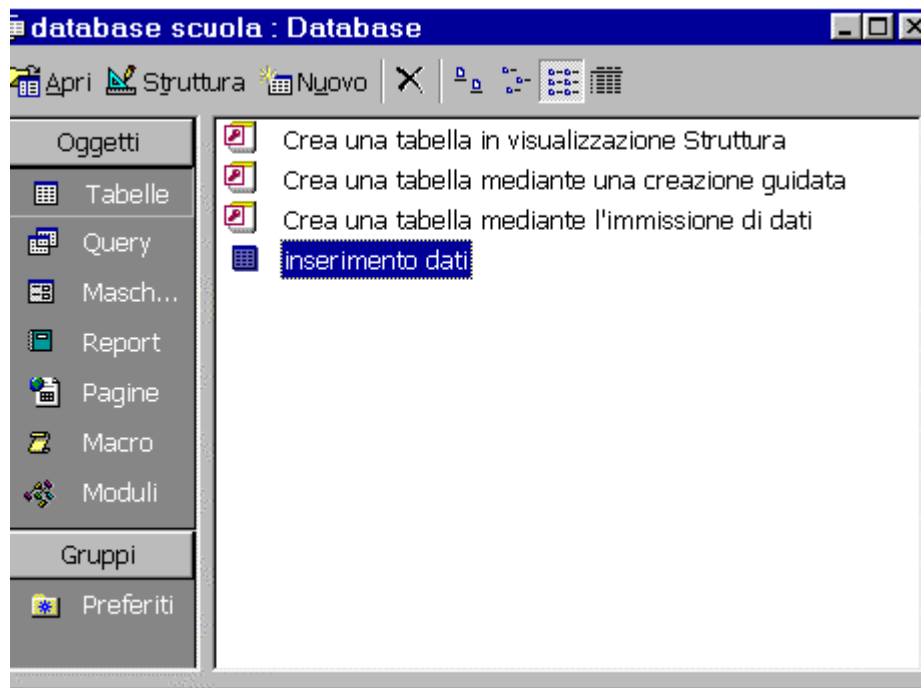 database scuola : Database
Apri Struttura Nuovo
Oggetti
Tabelle
Query
Masch...
Report
Pagine
Macro
Moduli
Gruppi
Preferiti
Crea una tabella in visualizzazione Struttura
Crea una tabella mediante una creazione guidata
Crea una tabella mediante l'immissione di dati
inserimento dati